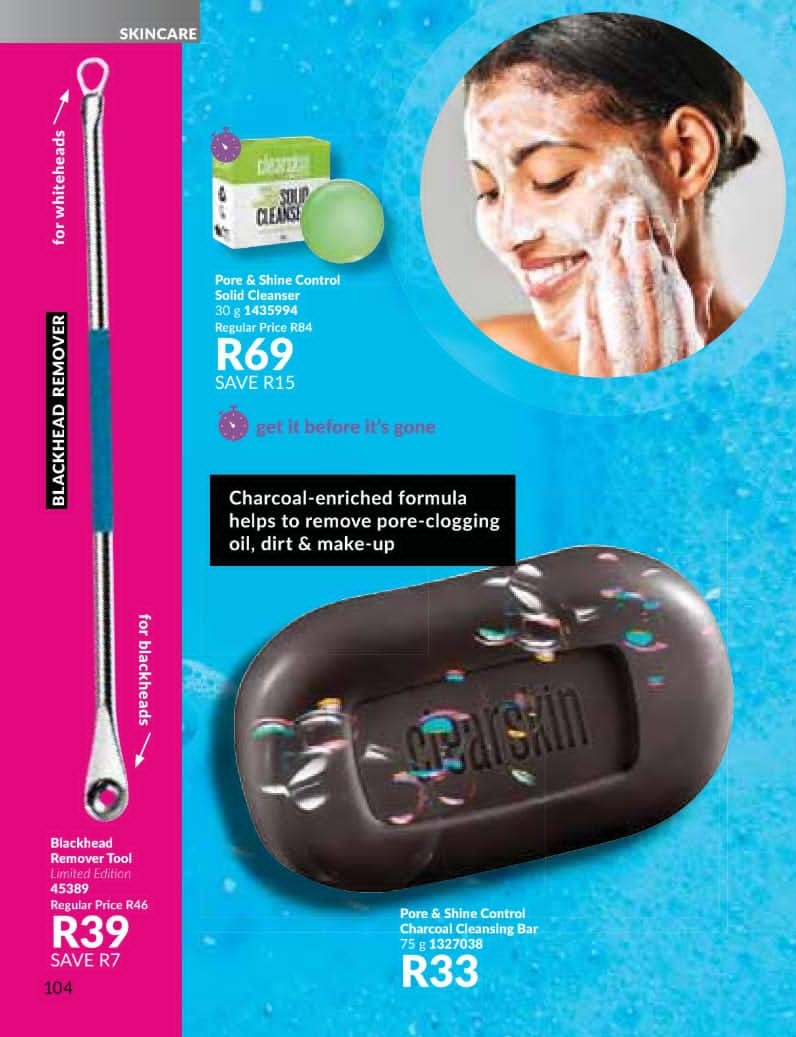 SKINCARE
for whiteheads
BLACKHEAD REMOVER
for blackheads
Blackhead
Remover Tool
Limited Edition
45389
Regular Price R46
R39
SAVE R7
104
clearskin
SOLID
CLEANSE
Pore & Shine Control
Solid Cleanser
30 g 1435994
Regular Price R84
R69
SAVE R15
get it before it's gone
Charcoal-enriched formula
helps to remove pore-clogging
oil, dirt & make-up
clearskin
Pore & Shine Control
Charcoal Cleansing Bar
75 g 1327038
R33